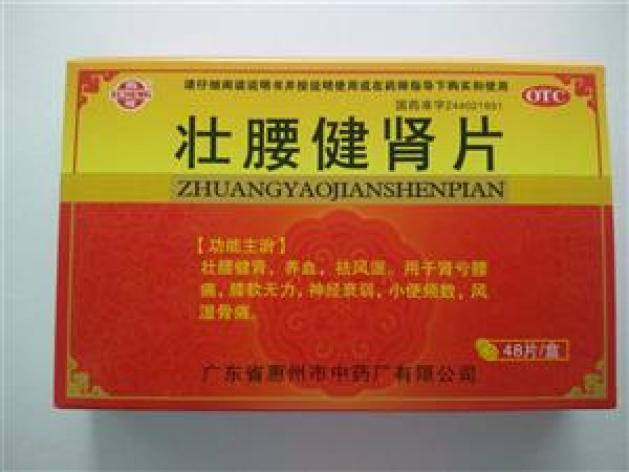 请仔细阅读说明书并按说明使用或在药师指导下购买和使用
OTC
国药准字Z44021851
壮腰健肾片
ZHUANGYAOJIANSHENPIAN
【功能主治】
壮腰健肾，养血，祛风湿。用于肾亏腰
痛，膝软无力，神经衰弱，小便频数，风
湿骨痛。
48片/盒
广东省惠州市中药厂有限公司